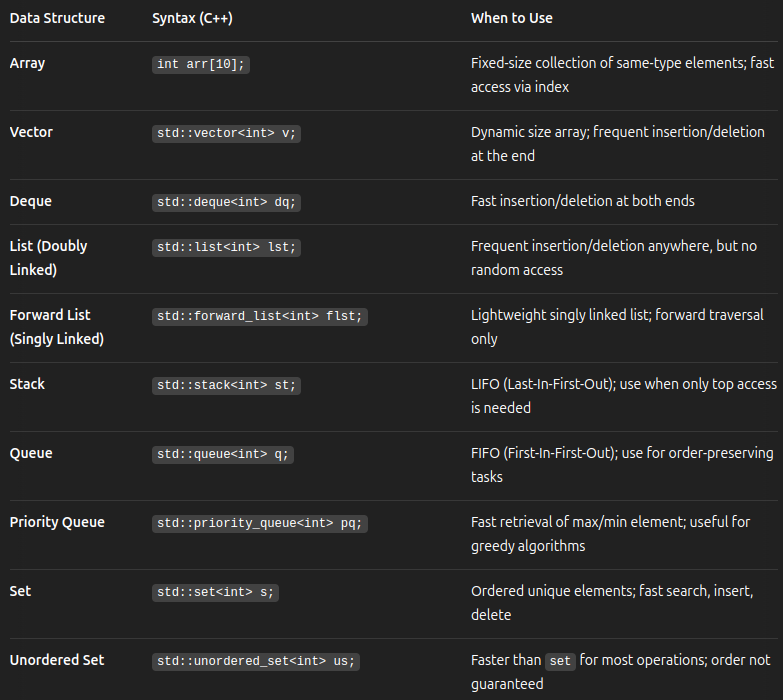 Data Structure Syntax (C++) When to Use
Array int arr[10]; Fixed-size collection of same-type elements; fast
access via index
Vector std::vector<int> v; Dynamic size array; frequent insertion/deletion
at the end
Deque std::deque<int> dq; Fast insertion/deletion at both ends
List (Doubly std::list<int> lst; Frequent insertion/deletion anywhere, but no
Linked) random access
Forward List std::forward_list<int> flst; Lightweight singly linked list; forward traversal
(Singly Linked) only
Stack std::stack<int> st; LIFO (Last-In-First-Out); use when only top access
is needed
Queue std::queue<int> q; FIFO (First-In-First-Out); use for order-preserving
tasks
Priority Queue std::priority_queue<int> pq; Fast retrieval of max/min element; useful for
greedy algorithms
Set std::set<int> s; Ordered unique elements; fast search, insert,
delete
Unordered Set std::unordered_set<int> us; Faster than set for most operations; order not
guaranteed